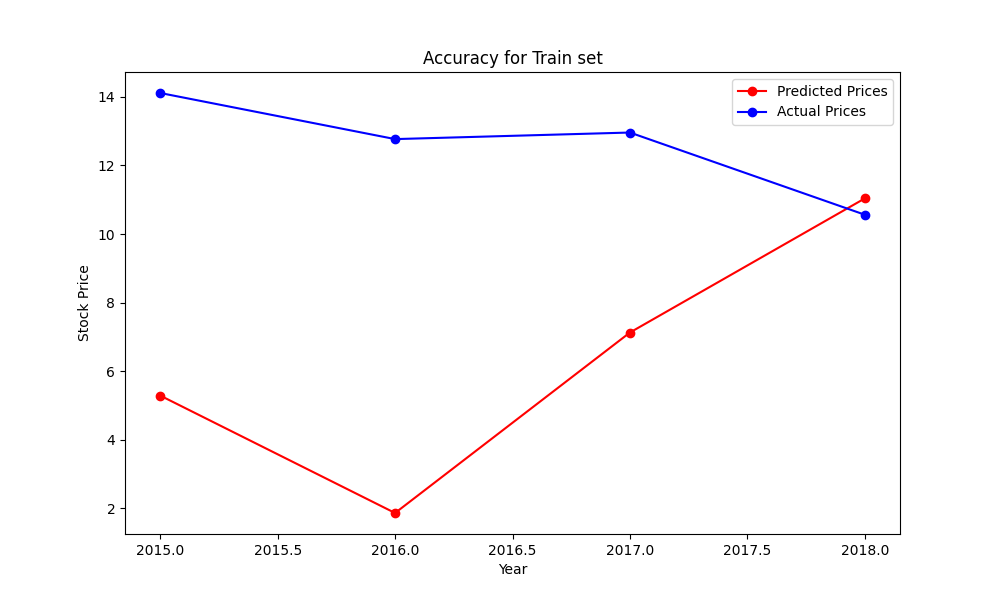 Accuracy for Train set
Predicted Prices
Actual Prices
Stock Price
14
12
10
8
6
4
2
2015.0 2015.5 2016.0 2016.5 2017.0 2017.5 2018.0
Year